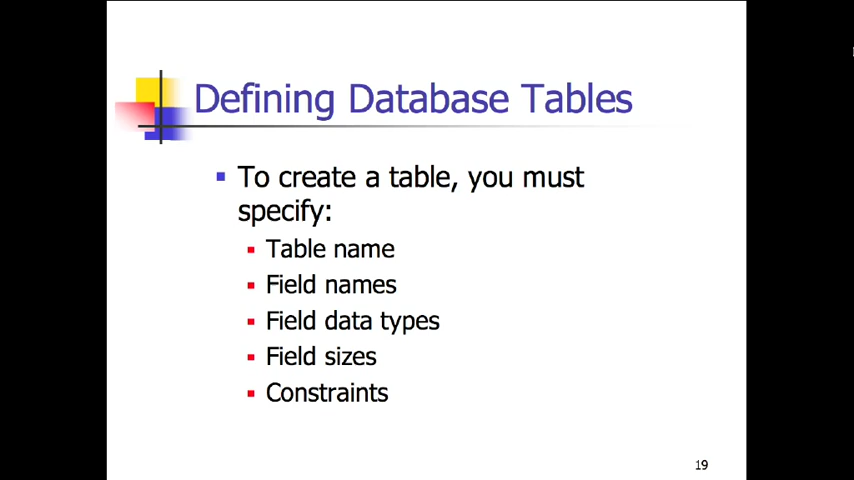 Defining Database Tables
To create a table, you must
specify:
Table name
Field names
Field data types
Field sizes
Constraints
19